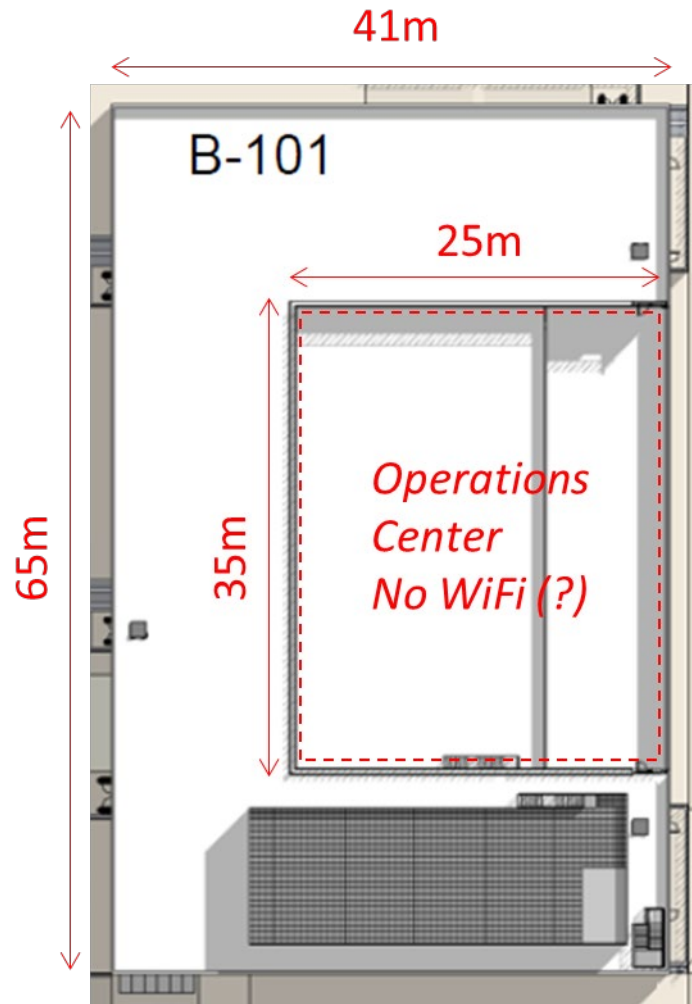 41m
B-101
25m
65m
35m
Operations
Center
No WiFi (?)